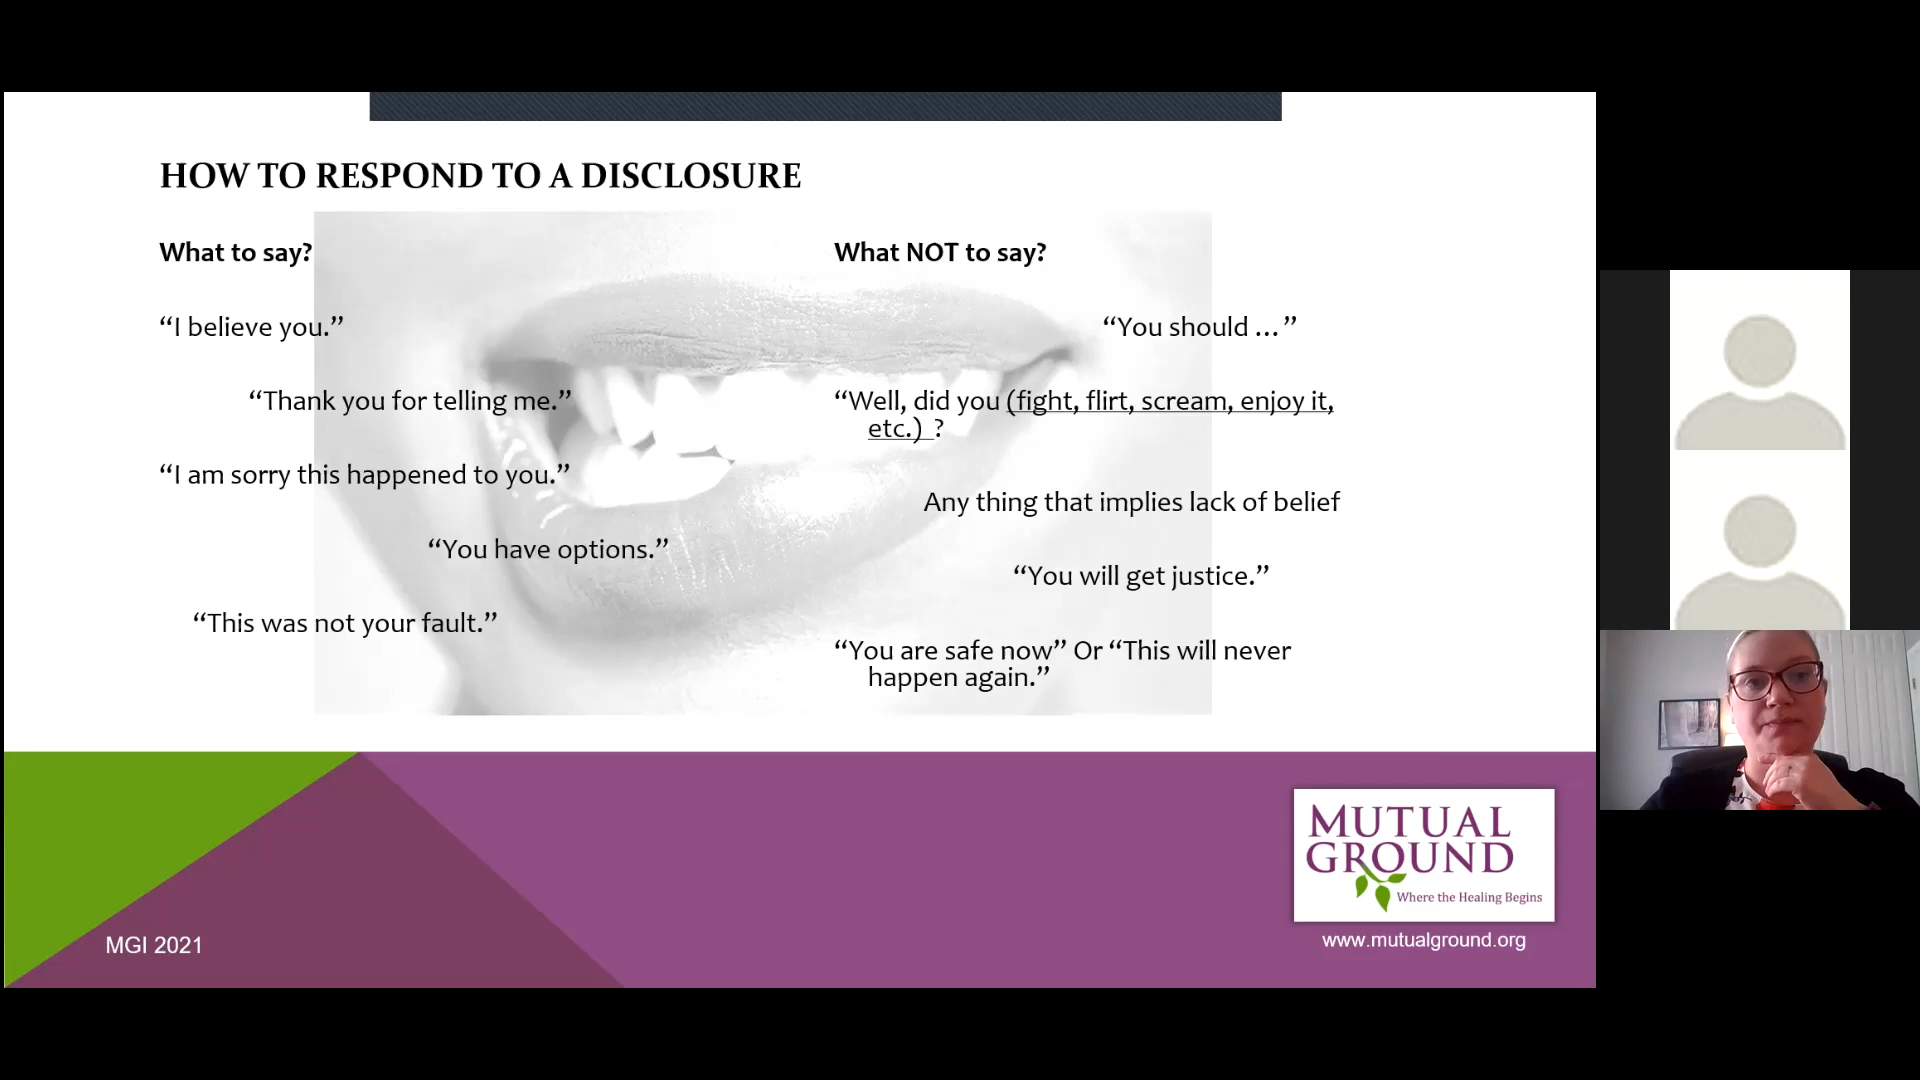 HOW TO RESPOND TO A DISCLOSURE
What to say?
“I believe you.”
“Thank you for telling me.”
“I am sorry this happened to you.”
“You have options.”
“This was not your fault.”
What NOT to say?
“You should … ”
“Well, did you (fight, flirt, scream, enjoy it,
etc.)  ?
Any thing that implies lack of belief
“You will get justice.”
“You are safe now” Or “This will never
happen again.”
MUTUAL
GROUND
Where the Healing Begins
www.mutualground.org
MGI 2021